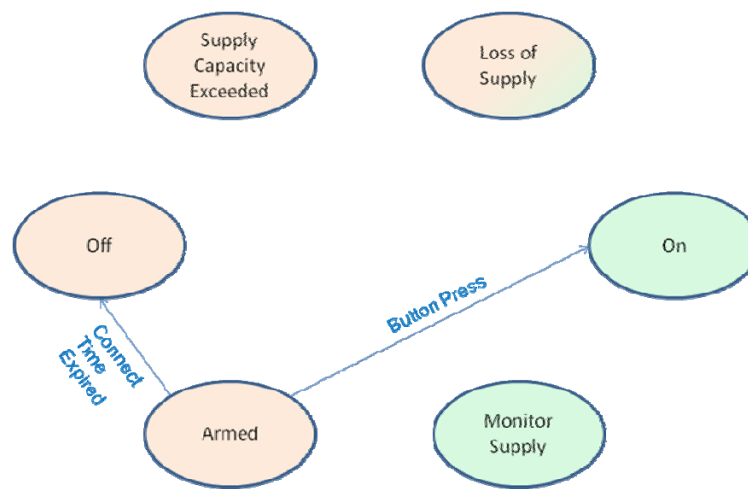 Supply
Capacity
Exceeded
Loss of
Supply
Off
On
Button Press
Connect
Time
Expired
Armed
Monitor
Supply